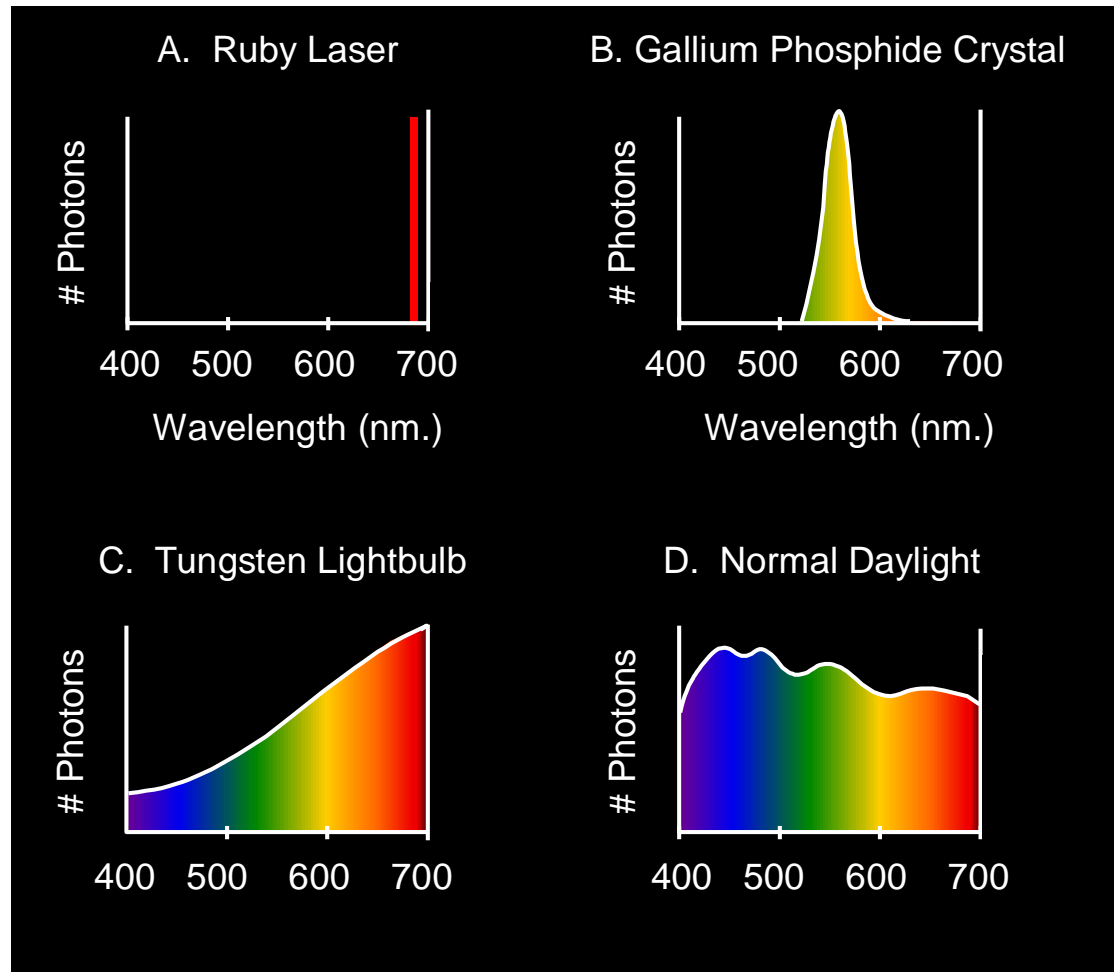 A. Ruby Laser
# Photons
400 500 600 700
Wavelength (nm.)
B. Gallium Phosphide Crystal
# Photons
400 500 600 700
Wavelength (nm.)
C. Tungsten Lightbulb
# Photons
400 500 600 700
D. Normal Daylight
# Photons
400 500 600 700